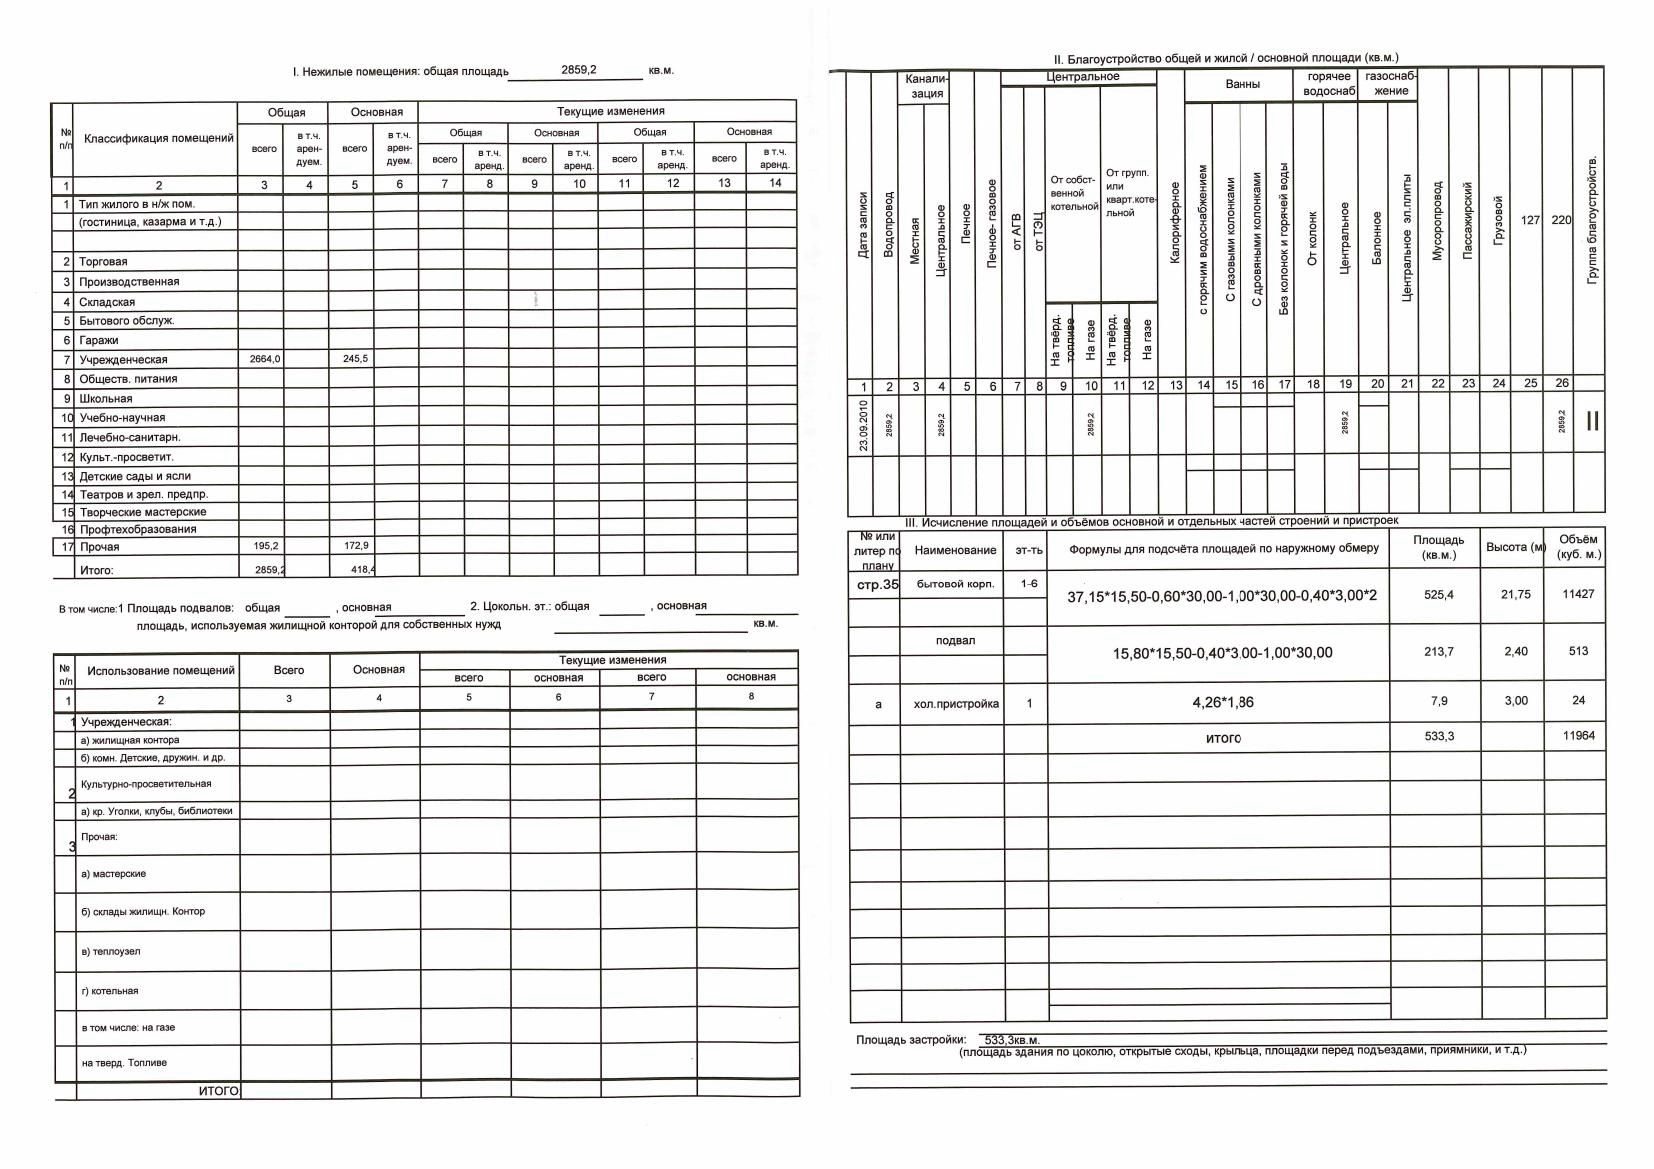 I. Нежилые помещения: общая площадь 2859,2 кв.м.
№ п/п Классификация помещений Общая Основная Текущие изменения
Общая Основная Общая Основная
всего в т.ч. арен- дуем. всего в т.ч. арен- дуем. всего в т.ч. аренд. всего в т.ч. аренд. всего в т.ч. аренд. всего в т.ч. аренд.
1 2 3 4 5 6 7 8 9 10 11 12 13 14
1 Тип жилого в н/ж пом.
(гостиница, казарма и т.д.)
2 Торговая
3 Производственная
4 Складская
5 Бытового обслуж.
6 Гаражи
7 Учрежденческая 2664,0 245,5
8 Обществ. питания
9 Школьная
10 Учебно-научная
11 Лечебно-санитарн.
12 Культ.-просветит.
13 Детские сады и ясли
14 Театров и зрел. предпр.
15 Творческие мастерские
16 Профтехобразования
17 Прочая 195,2 172,9
Итого: 2859,2 418,4
В том числе:1 Площадь подвалов: общая , основная 2. Цокольн. эт.: общая , основная
площадь, используемая жилищной конторой для собственных нужд кв.м.
№ п/п Использование помещений Всего Основная Текущие изменения
всего основная всего основная
1 2 3 4 5 6 7 8
1 Учрежденческая:
а) жилищная контора
б) комн. Детские, дружин. и др.
2 Культурно-просветительная
а) кр. Уголки, клубы, библиотеки
3 Прочая:
а) мастерские
б) склады жилищн. Контор
в) теплоузел
г) котельная
в том числе: на газе
на тверд. Топливе
ИТОГО
II. Благоустройство общей и жилой / основной площади (кв.м.)
Канали- зация Центральное Ванны горячее водоснаб газоснаб- жение
Дата записи Водопровод Местная Центральное Печное Печное- газовое от АГВ от ТЭЦ От собст- венной котельной От групп. или кварт.коте- льной Калориферное с горячим водоснабжением С газовыми колонками С дровяными колонками Без колонок и горячей воды От колонк Центральное Балонное Центральное эл.плиты Мусоропровод Пассажирский Грузовой 127 220 Группа благоустройств.
На твёрд. топливе На газе На твёрд. топливе На газе
1 2 3 4 5 6 7 8 9 10 11 12 13 14 15 16 17 18 19 20 21 22 23 24 25 26
23.09.2010 2859,2 2859,2 2859,2 2859,2 2859,2 II
III. Исчисление площадей и объёмов основной и отдельных частей строений и пристроек
№ или литер по плану Наименование эт-ть Формулы для подсчёта площадей по наружному обмеру Площадь (кв.м.) Высота (м) Объём (куб. м.)
стр.35 бытовой корп. 1-6 37,15*15,50-0,60*30,00-1,00*30,00-0,40*3,00*2 525,4 21,75 11427
подвал 15,80*15,50-0,40*3,00-1,00*30,00 213,7 2,40 513
а хол.пристройка 1 4,26*1,86 7,9 3,00 24
итого 533,3 11964
Площадь застройки: 533,3кв.м.
(площадь здания по цоколю, открытые сходы, крыльца, площадки перед подъездами, приямники, и т.д.)